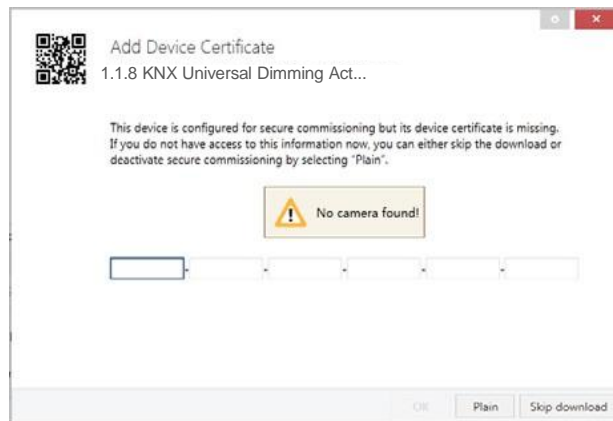 Add Device Certificate
1.1.8 KNX Universal Dimming Act...
This device is configured for secure commissioning but its device certificate is missing.
If you do not have access to this information now, you can either skip the download or
deactivate secure commissioning by selecting "Plain".
No camera found!
- - - - -
OK Plain Skip download